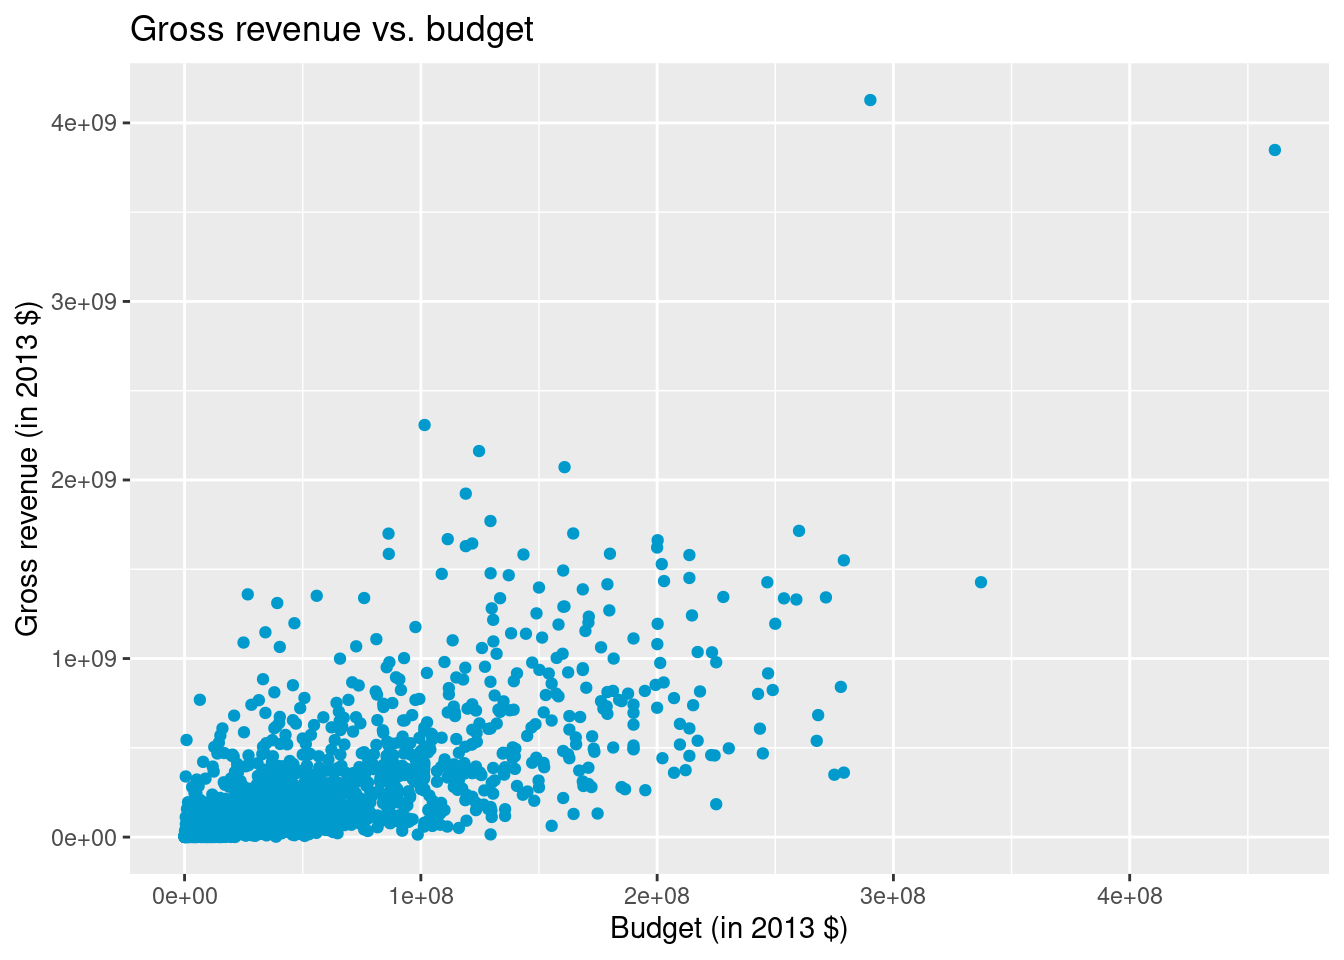 Gross revenue vs. budget
4e+09
3e+09
2e+09
1e+09
0e+00
Gross revenue (in 2013 $)
0e+00 1e+08 2e+08 3e+08 4e+08
Budget (in 2013 $)